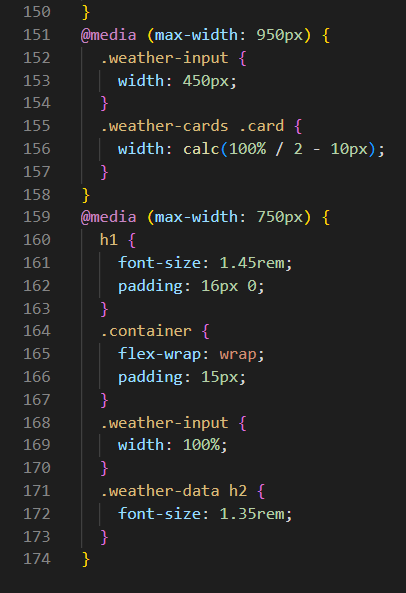 150 }
151 @media (max-width: 950px) {
152 .weather-input {
153 width: 450px;
154 }
155 .weather-cards .card {
156 width: calc(100% / 2 - 10px);
157 }
158 }
159 @media (max-width: 750px) {
160 h1 {
161 font-size: 1.45rem;
162 padding: 16px 0;
163 }
164 .container {
165 flex-wrap: wrap;
166 padding: 15px;
167 }
168 .weather-input {
169 width: 100%;
170 }
171 .weather-data h2 {
172 font-size: 1.35rem;
173 }
174 }